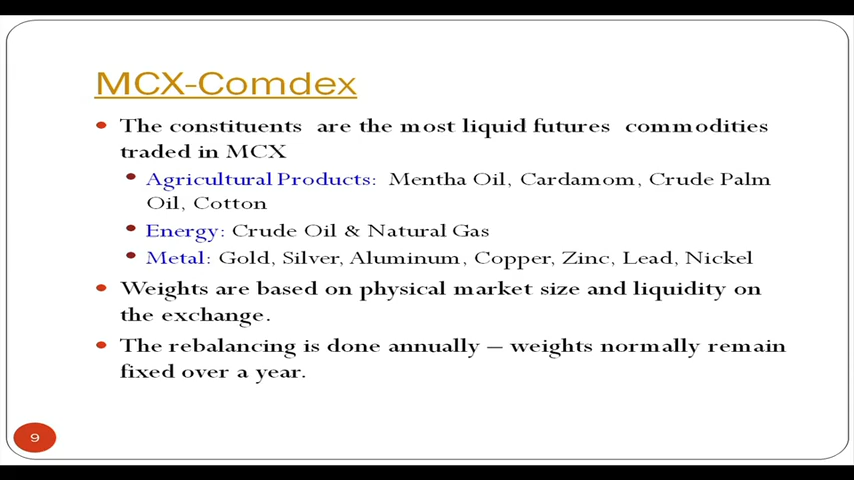 MCX-Comdex
The constituents are the most liquid futures commodities
traded in MCX
Agricultural Products: Mentha Oil, Cardamom, Crude Palm
Oil, Cotton
Energy: Crude Oil & Natural Gas
Metal: Gold, Silver, Aluminum, Copper, Zinc, Lead, Nickel
Weights are based on physical market size and liquidity on
the exchange.
The rebalancing is done annually – weights normally remain
fixed over a year.
9